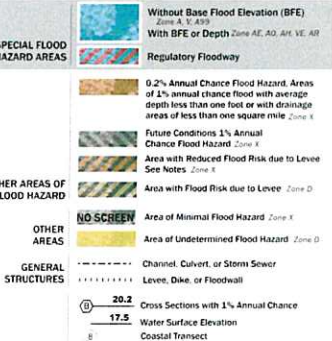 Without Base Flood Elevation (BFE)
Zone A, V, A99
SPECIAL FLOOD
HAZARD AREAS
With BFE or Depth Zone AE, AO, AH, VE, AR
Regulatory Floodway
0.2% Annual Chance Flood Hazard, Areas
of 1% annual chance flood with average
depth less than one foot or with drainage
areas of less than one square mile Zone X
Future Conditions 1% Annual
Chance Flood Hazard Zone X
Area with Reduced Flood Risk due to Levee
See Notes Zone X
HER AREAS OF
LOOD HAZARD
Area with Flood Risk due to Levee Zone D
NO SCREEN Area of Minimal Flood Hazard Zone X
OTHER
AREAS
Area of Undetermined Flood Hazard Zone D
GENERAL
STRUCTURES
Channel, Culvert, or Storm Sewer
Levee, Dike, or Floodwall
B 20.2 Cross Sections with 1% Annual Chance
17.5 Water Surface Elevation
8 Coastal Transect